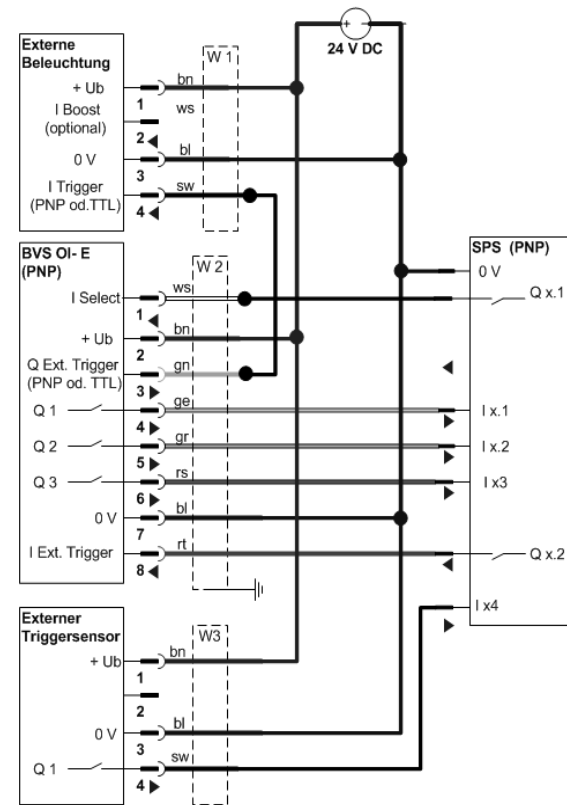 24 V DC
Externe
Beleuchtung
W 1
+ Ub
bn
1
I Boost
(optional)
ws
2
0 V
bl
3
I Trigger
(PNP od.TTL)
sw
4
BVS OI- E
(PNP)
W 2
I Select
ws
1
+ Ub
bn
2
Q Ext. Trigger
(PNP od. TTL)
gn
3
Q 1
ge
4
Q 2
gr
5
Q 3
rs
6
0 V
bl
7
I Ext. Trigger
rt
8
SPS (PNP)
0 V
Q x.1
I x.1
I x.2
I x3
Q x.2
I x4
Externer
Triggersensor
W3
+ Ub
bn
1
2
0 V
bl
3
Q 1
sw
4